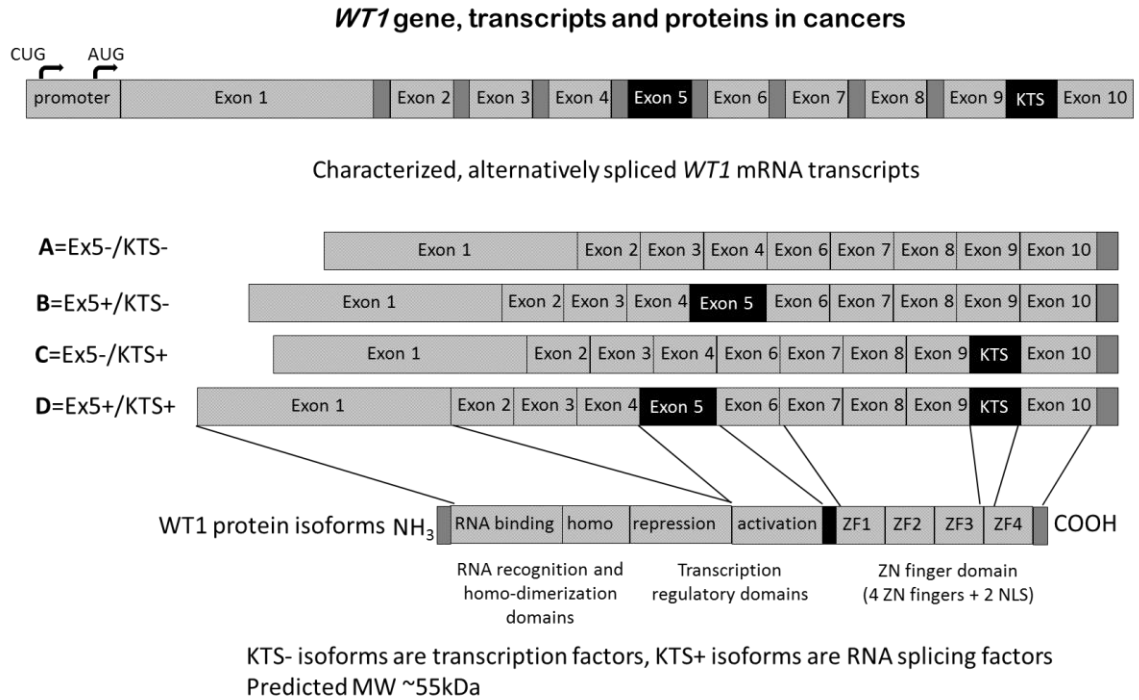 WT1 gene, transcripts and proteins in cancers
CUG AUG
promoter Exon 1 Exon 2 Exon 3 Exon 4 Exon 5 Exon 6 Exon 7 Exon 8 Exon 9 KTS Exon 10
Characterized, alternatively spliced WT1 mRNA transcripts
A=Ex5-/KTS- Exon 1 Exon 2 Exon 3 Exon 4 Exon 6 Exon 7 Exon 8 Exon 9 Exon 10
B=Ex5+/KTS- Exon 1 Exon 2 Exon 3 Exon 4 Exon 5 Exon 6 Exon 7 Exon 8 Exon 9 Exon 10
C=Ex5-/KTS+ Exon 1 Exon 2 Exon 3 Exon 4 Exon 6 Exon 7 Exon 8 Exon 9 KTS Exon 10
D=Ex5+/KTS+ Exon 1 Exon 2 Exon 3 Exon 4 Exon 5 Exon 6 Exon 7 Exon 8 Exon 9 KTS Exon 10
WT1 protein isoforms NH3 RNA binding homo repression activation ZF1 ZF2 ZF3 ZF4 COOH
RNA recognition and
homo-dimerization
domains
Transcription
regulatory domains
ZN finger domain
(4 ZN fingers + 2 NLS)
KTS- isoforms are transcription factors, KTS+ isoforms are RNA splicing factors
Predicted MW ~55kDa